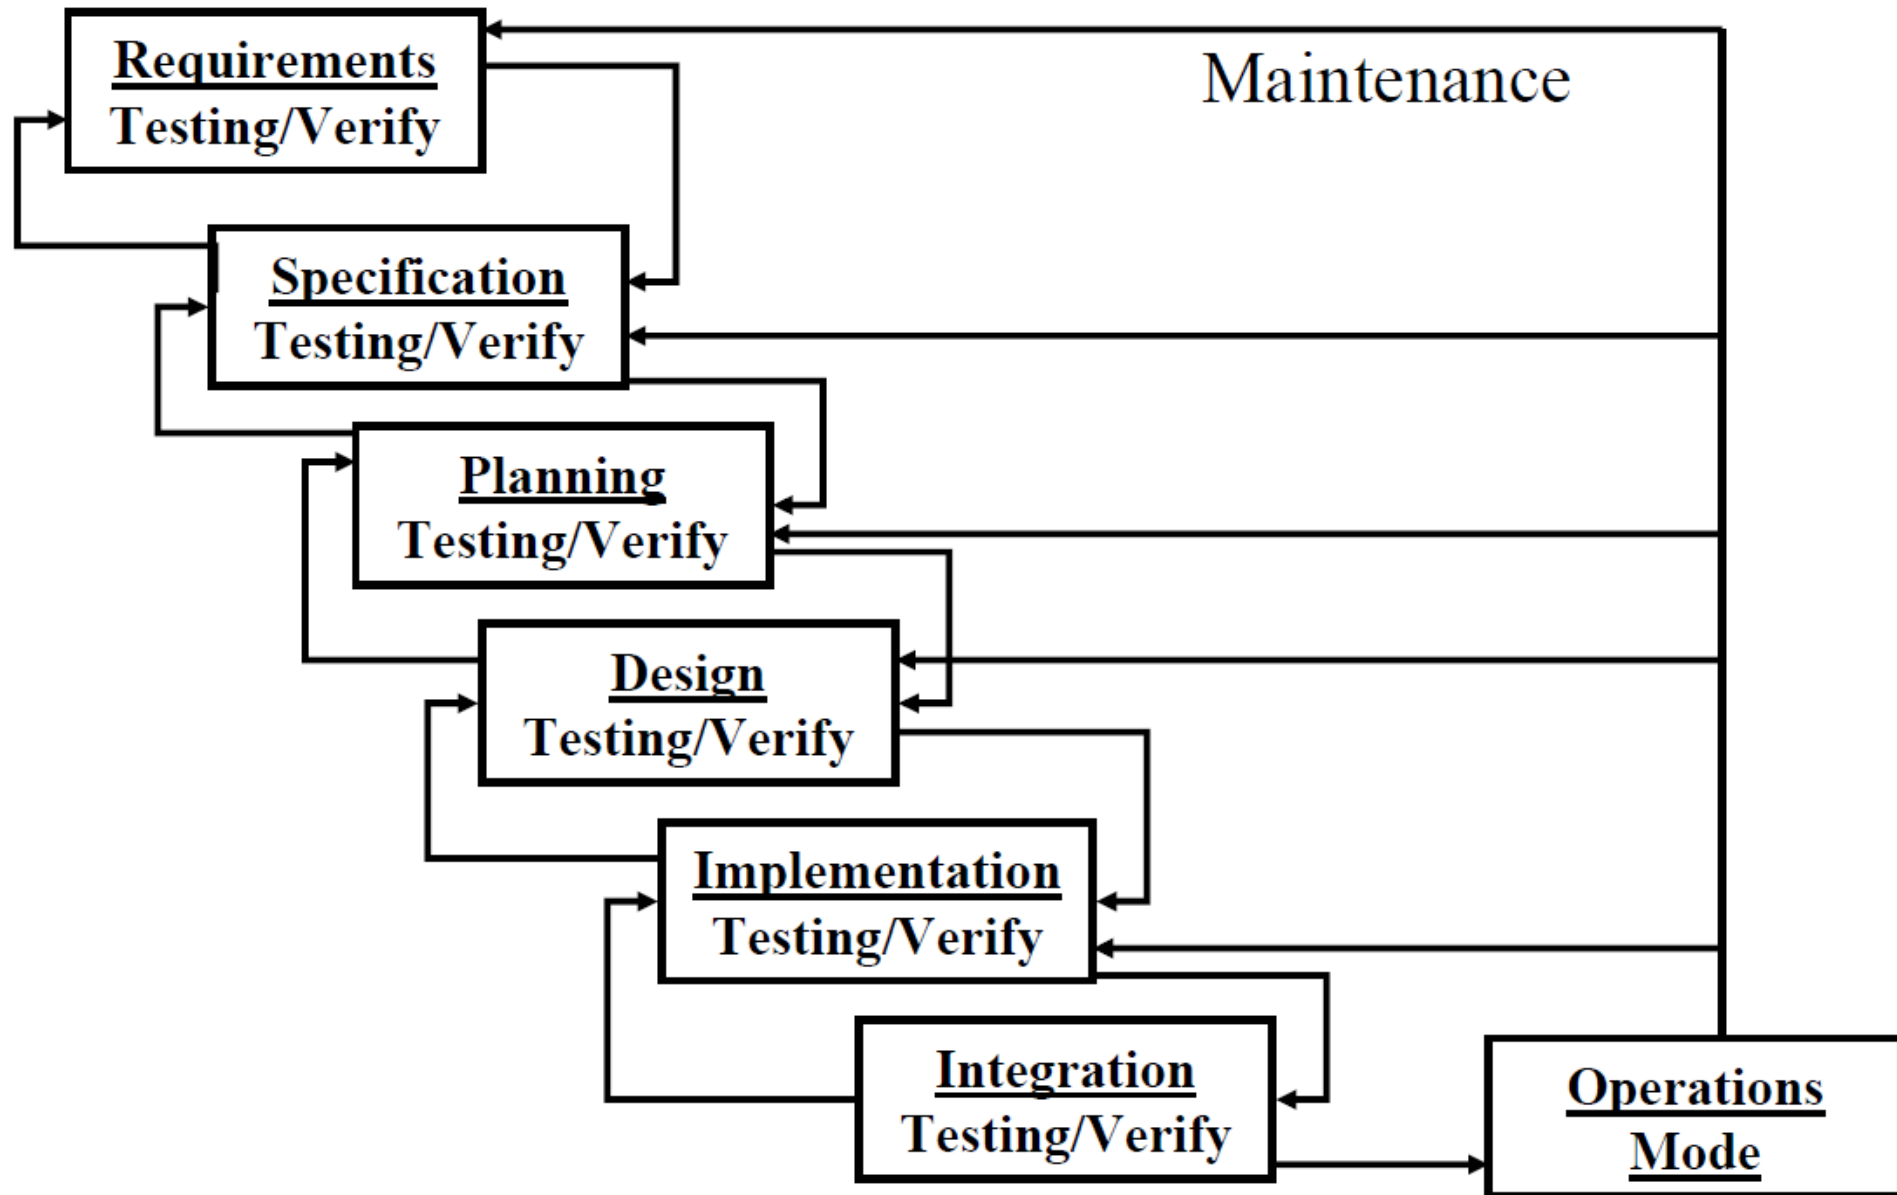 Requirements
Testing/Verify
Maintenance
Specification
Testing/Verify
Planning
Testing/Verify
Design
Testing/Verify
Implementation
Testing/Verify
Integration
Testing/Verify
Operations
Mode